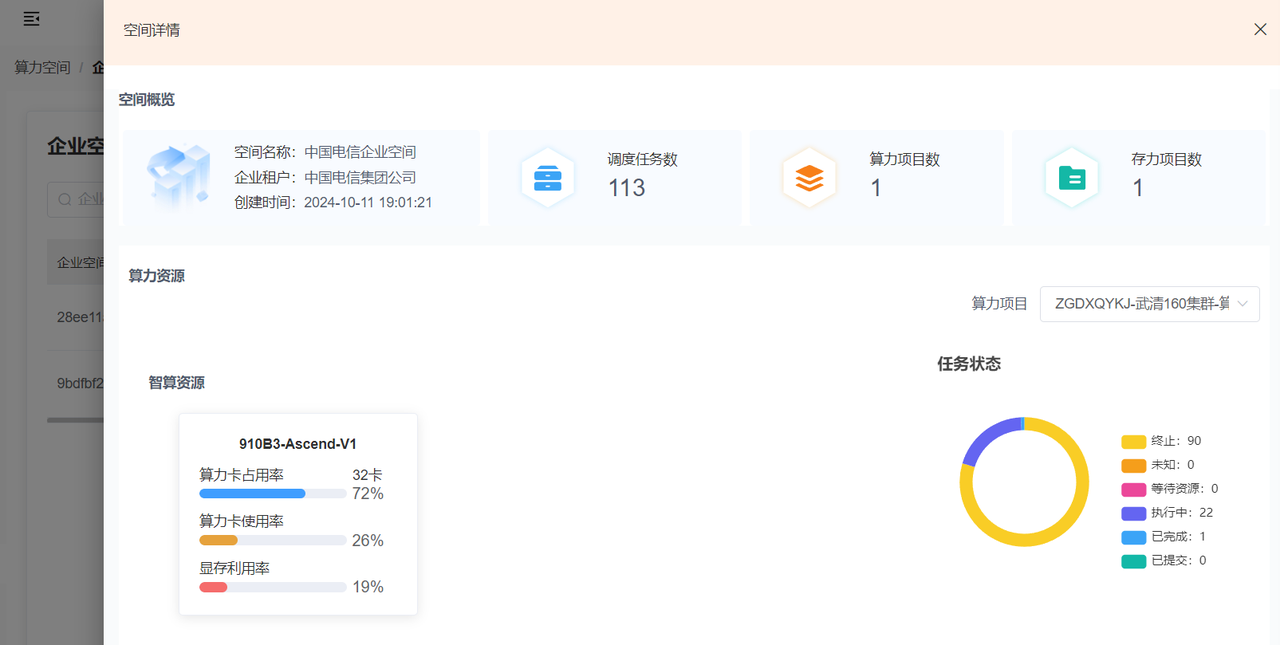 空间详情
算力空间 / 企
空间概览
企业空
空间名称：中国电信企业空间
企业租户：中国电信集团公司
创建时间：2024-10-11 19:01:21
调度任务数
113
算力项目数
1
存力项目数
1
企业
企业空间
算力资源
28ee11
算力项目 ZGDXQYKJ-武清160集群-算
9bdfbf2
智算资源
910B3-Ascend-V1
算力卡占用率 32卡
72%
算力卡使用率
26%
显存利用率
19%
任务状态
终止：90
未知：0
等待资源：0
执行中：22
已完成：1
已提交：0